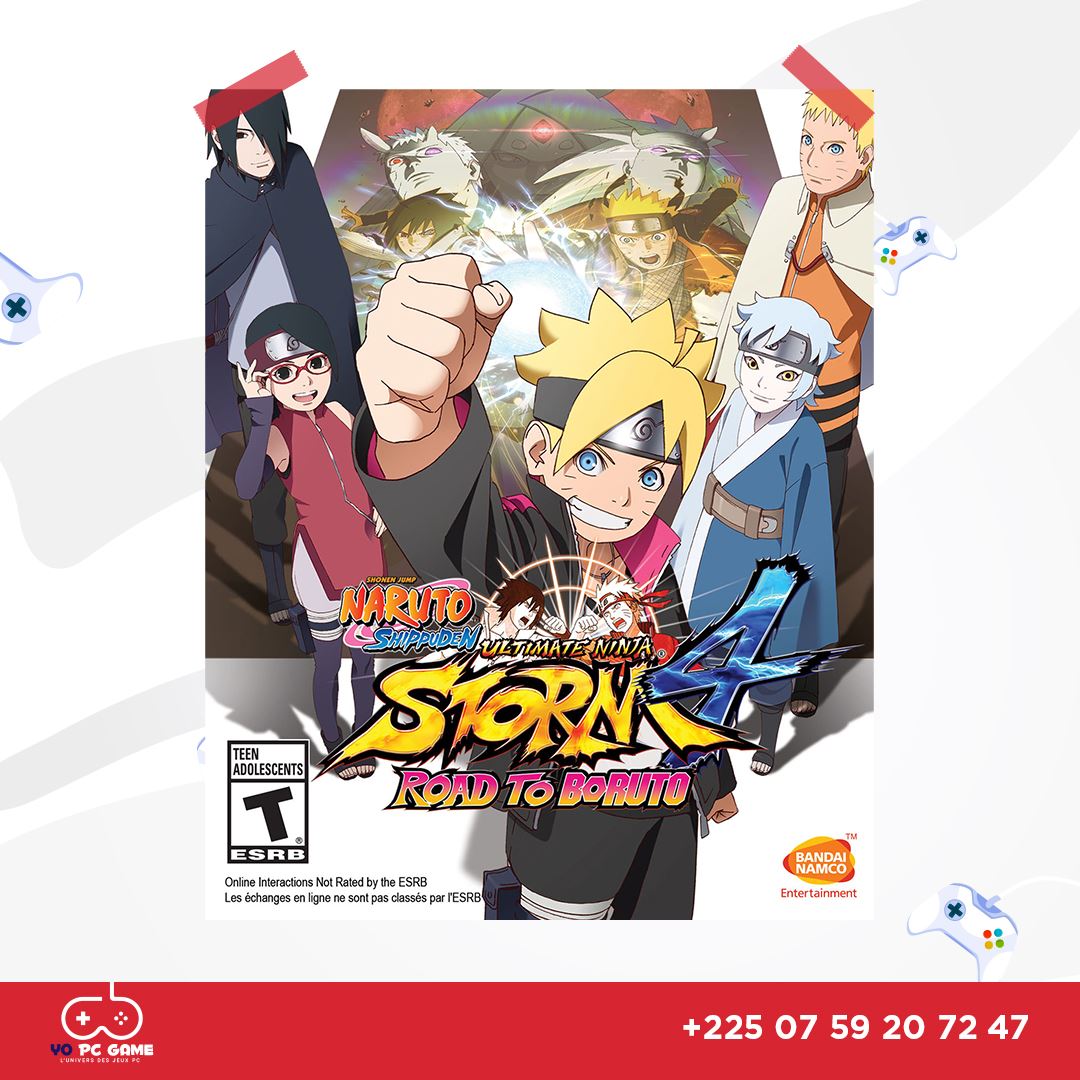 SHONEN JUMP
NARUTO
SHIPPUDEN
ULTIMATE NINJA
STORM 4
ROAD TO BORUTO
TEEN
ADOLESCENTS
T
ESRB
Online Interactions Not Rated by the ESRB
Les échanges en ligne ne sont pas classés par l'ESRB
BANDAI
NAMCO
Entertainment
YO PC GAME
L'UNIVERS DES JEUX PC
+225 07 59 20 72 47